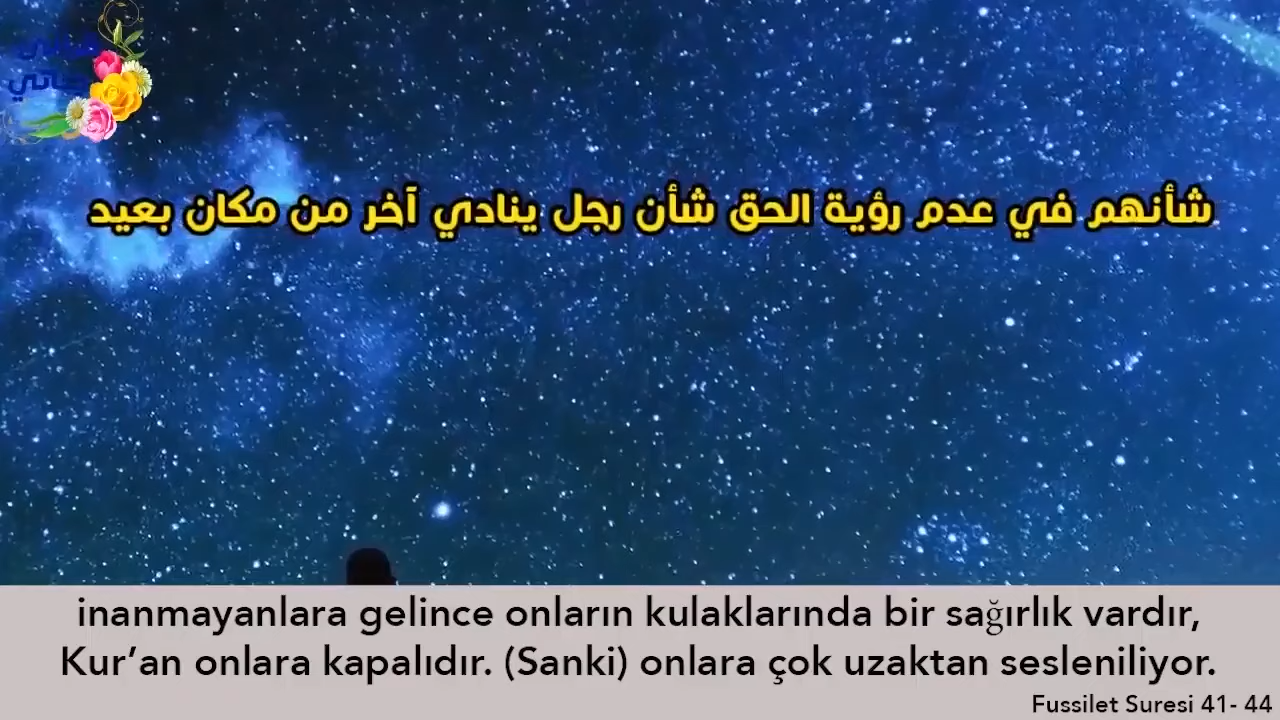 شأنهم في عدم رؤية الحق شأن رجل ينادي آخر من مكان بعيد
inanmayanlara gelince onların kulaklarında bir sağırlık vardır,
Kur’an onlara kapalıdır. (Sanki) onlara çok uzaktan sesleniliyor.
Fussilet Suresi 41- 44